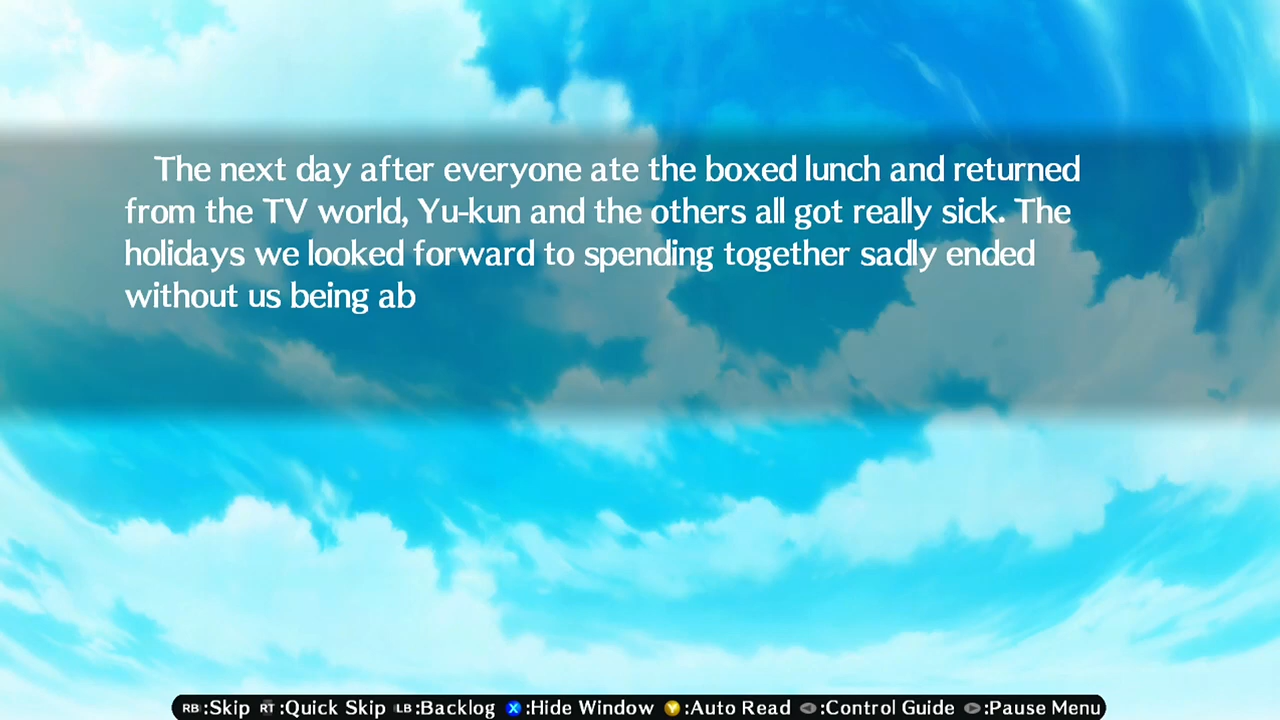 The next day after everyone ate the boxed lunch and returned
from the TV world, Yu-kun and the others all got really sick. The
holidays we looked forward to spending together sadly ended
without us being ab
RB:Skip RT:Quick Skip LB:Backlog X:Hide Window Y:Auto Read :Control Guide :Pause Menu